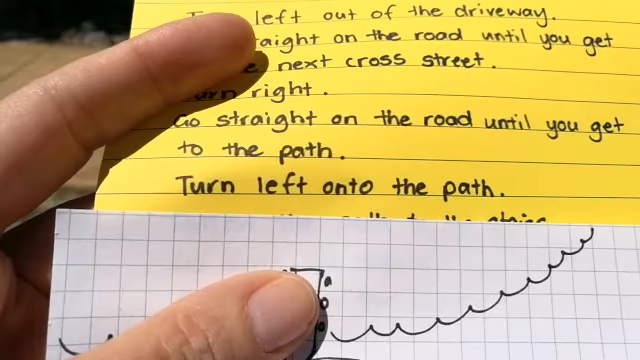 left out of the driveway.
on the road until you get
next cross street.
right.
Go straight on the road until you get
to the path.
Turn left onto the path.